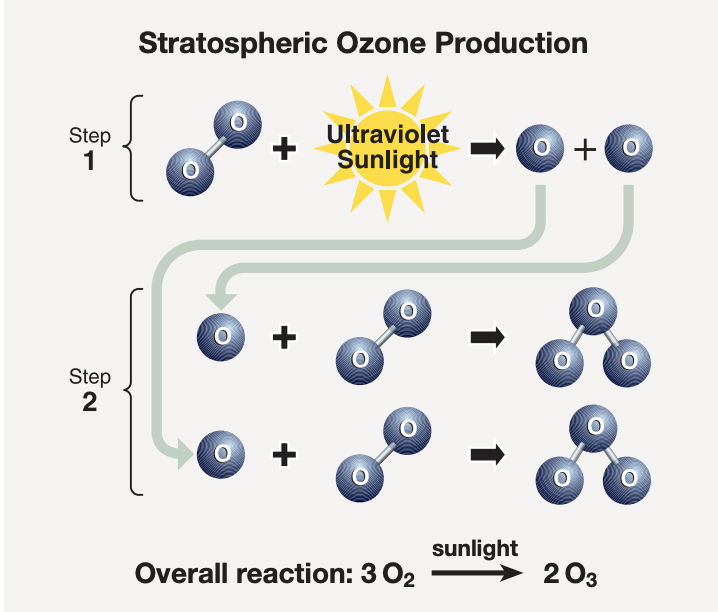 Stratospheric Ozone Production
Step
1
O
O
+
Ultraviolet
Sunlight
O + O
Step
2
O + O O
O O O
O + O O
O O O
sunlight
Overall reaction: 3 O₂ ⟶ 2 O₃